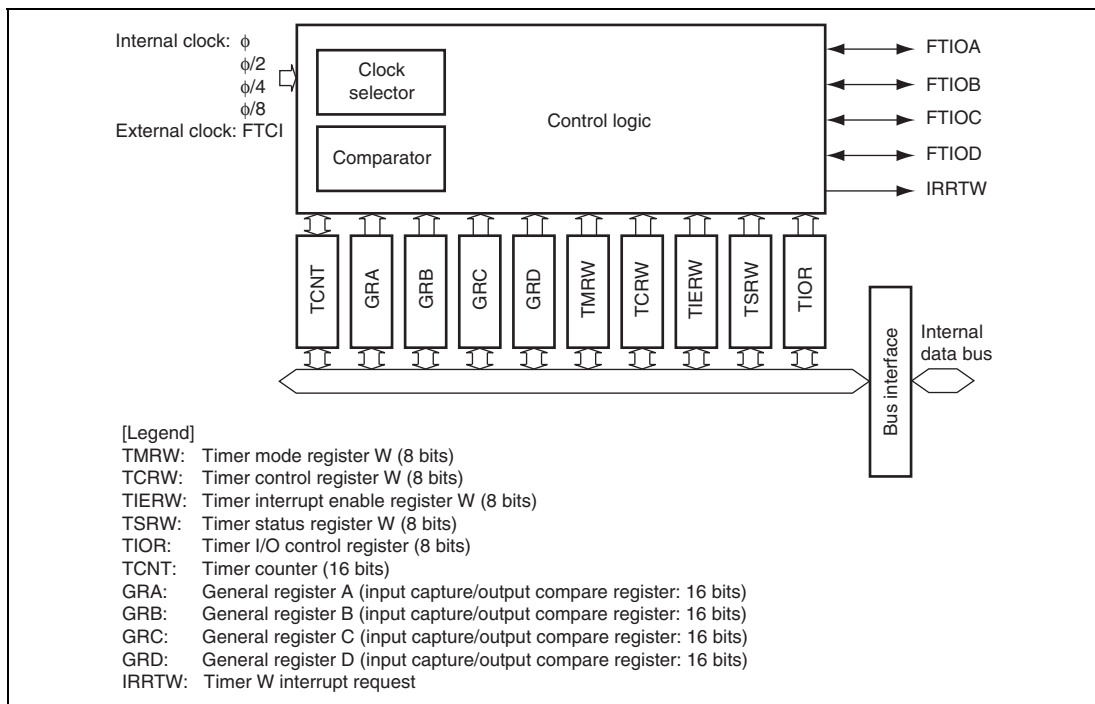 Internal clock: ϕ
ϕ/2
ϕ/4
ϕ/8
External clock: FTCI
Clock
selector
Comparator
Control logic
FTIOA
FTIOB
FTIOC
FTIOD
IRRTW
TCNT
GRA
GRB
GRC
GRD
TMRW
TCRW
TIERW
TSRW
TIOR
Bus interface
Internal
data bus
[Legend]
TMRW: Timer mode register W (8 bits)
TCRW: Timer control register W (8 bits)
TIERW: Timer interrupt enable register W (8 bits)
TSRW: Timer status register W (8 bits)
TIOR: Timer I/O control register (8 bits)
TCNT: Timer counter (16 bits)
GRA: General register A (input capture/output compare register: 16 bits)
GRB: General register B (input capture/output compare register: 16 bits)
GRC: General register C (input capture/output compare register: 16 bits)
GRD: General register D (input capture/output compare register: 16 bits)
IRRTW: Timer W interrupt request